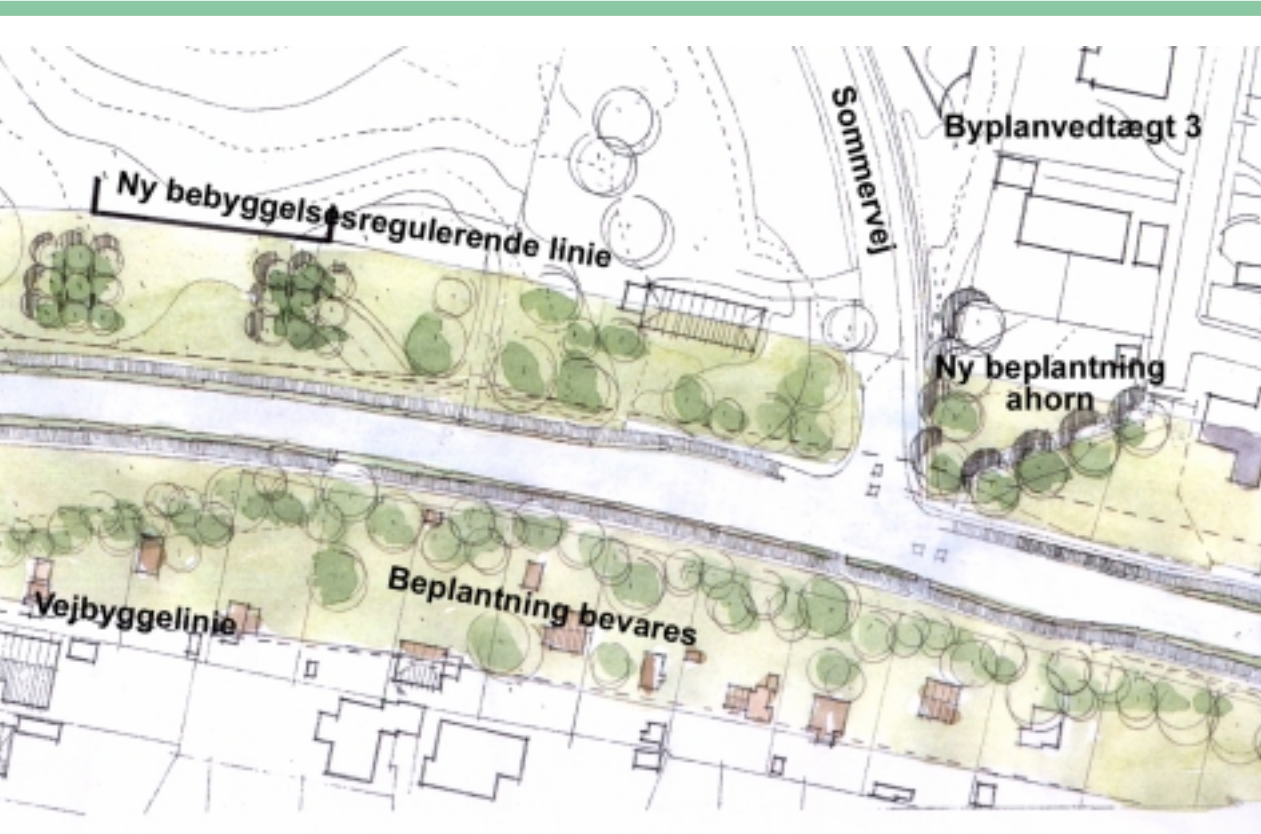 Sommervej
Byplanvedtægt 3
Ny bebyggelsesregulerende linie
Ny beplantning
ahorn
Beplantning bevares
Vejbyggelinie